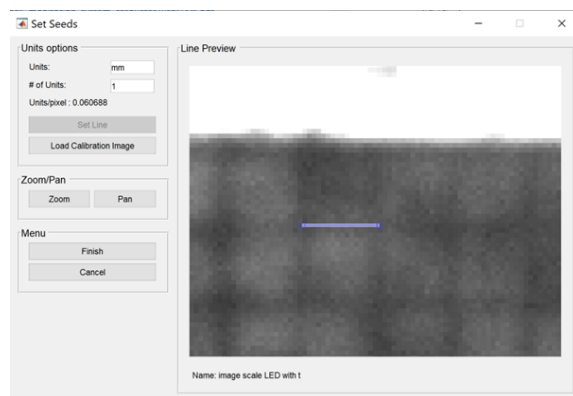 Set Seeds
Units options
Units:
mm
# of Units:
1
Units/pixel : 0.060688
Set Line
Load Calibration Image
Zoom/Pan
Zoom
Pan
Menu
Finish
Cancel
Line Preview
Name: image scale LED with t